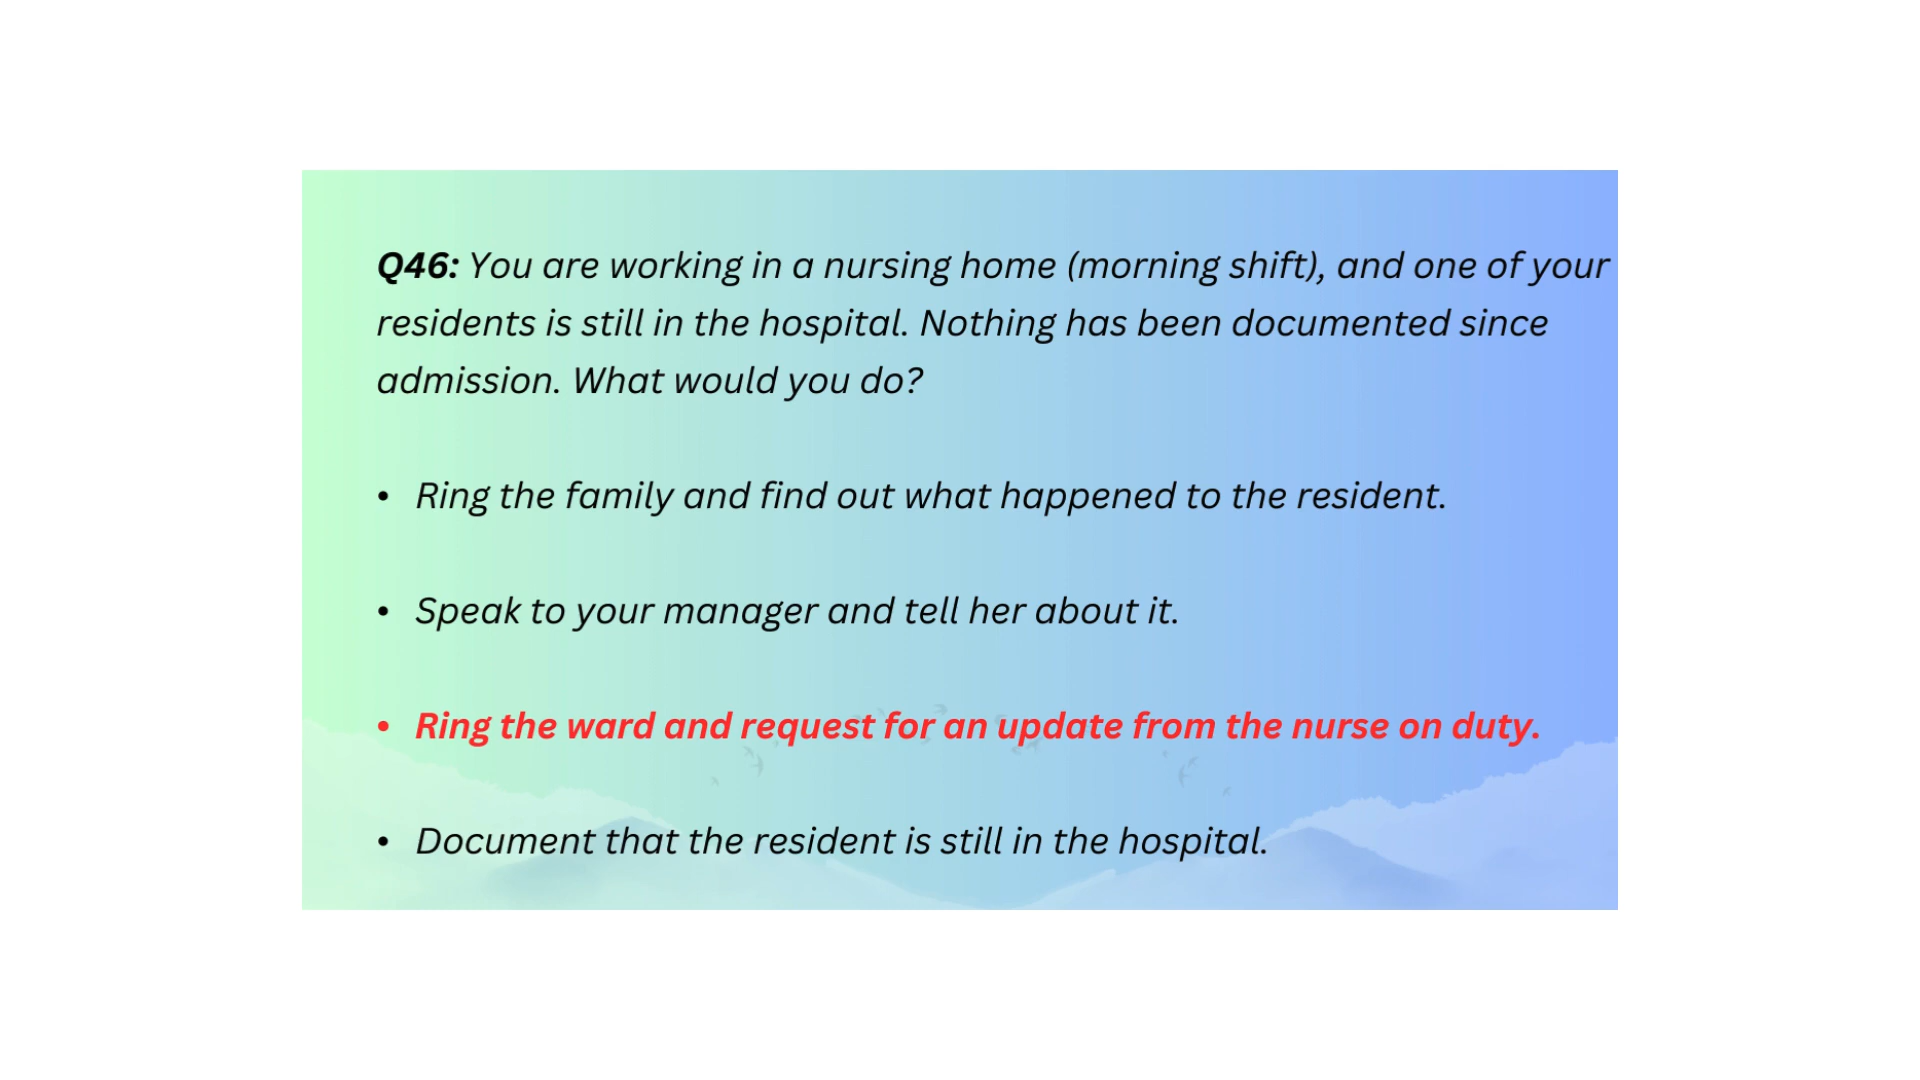 Q46: You are working in a nursing home (morning shift), and one of your
residents is still in the hospital. Nothing has been documented since
admission. What would you do?
• Ring the family and find out what happened to the resident.
• Speak to your manager and tell her about it.
• Ring the ward and request for an update from the nurse on duty.
• Document that the resident is still in the hospital.